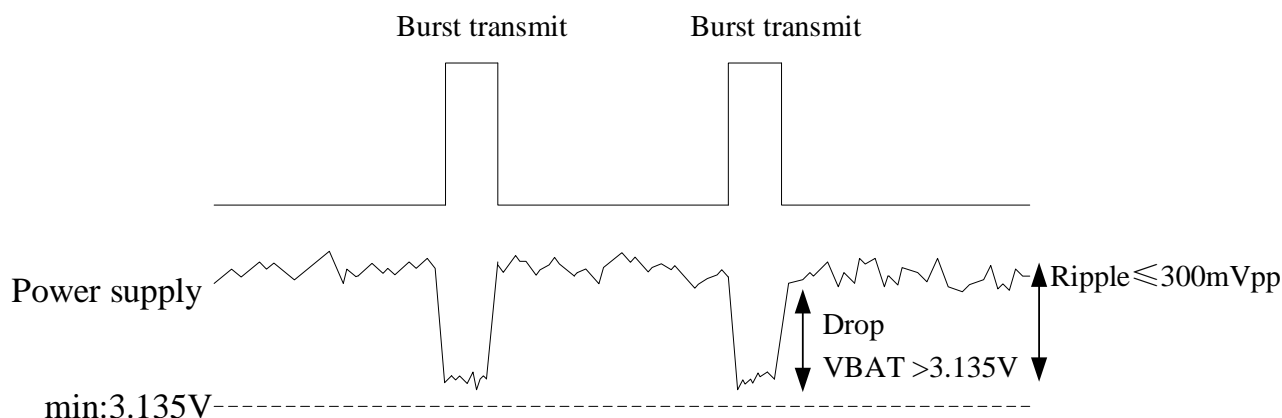 Burst transmit Burst transmit
Power supply
Ripple≤300mVpp
Drop
VBAT >3.135V
min:3.135V